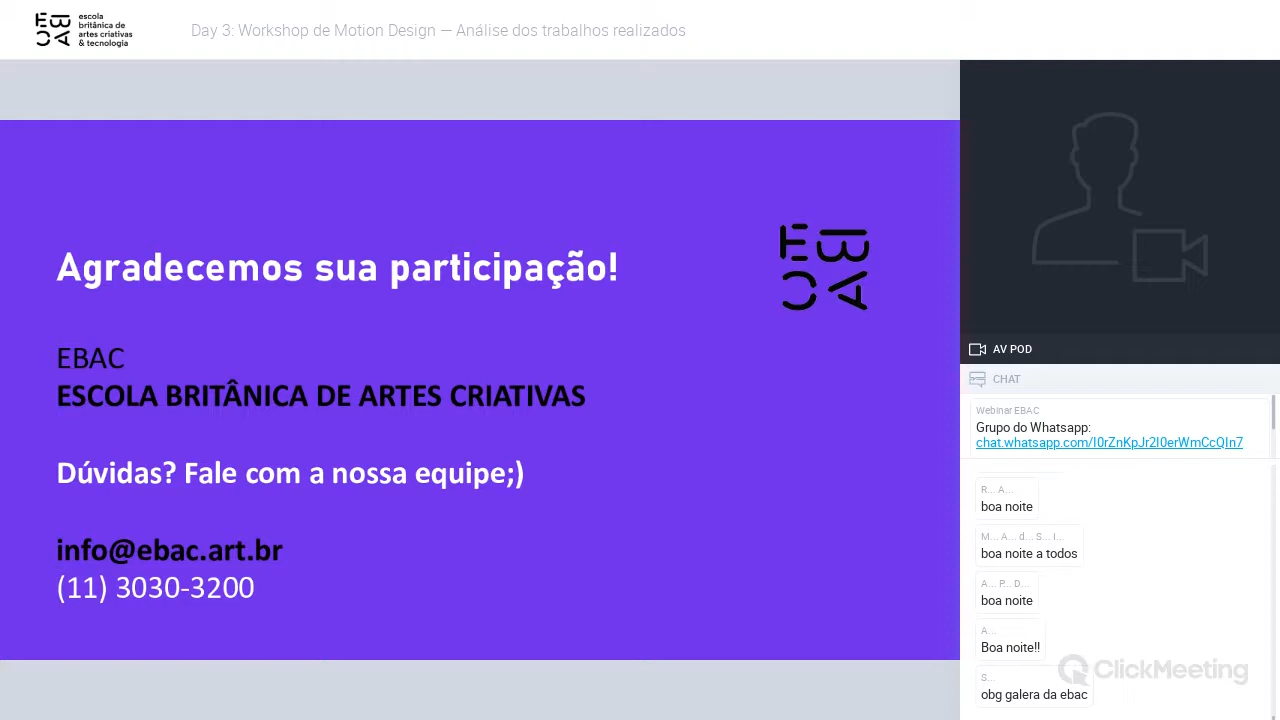 escola
britânica de
artes criativas
& tecnologia
Day 3: Workshop de Motion Design — Análise dos trabalhos realizados
Agradecemos sua participação!
EBAC
ESCOLA BRITÂNICA DE ARTES CRIATIVAS
Dúvidas? Fale com a nossa equipe;)
info@ebac.art.br
(11) 3030-3200
AV POD
CHAT
Webinar EBAC
Grupo do Whatsapp:
chat.whatsapp.com/I0rZnKpJr2I0erWmCcQIn7
R... A...
boa noite
M... A... d... S... i...
boa noite a todos
A... P... D...
boa noite
A...
Boa noite!!
S...
obg galera da ebac
ClickMeeting